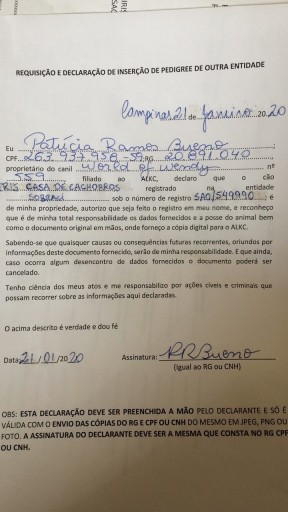 REQUISIÇÃO E DECLARAÇÃO DE INSERÇÃO DE PEDIGREE DE OUTRA ENTIDADE
Campinas 21 de Janeiro 20 20
Eu Patrícia Ramos Bueno
CPF 263.937.958-59, RG 20.891.040
proprietário do canil World of Wendy nº
559 filiado ao ALKC, declaro que o cão
IRIS CASA DE CACHORROS registrado na entidade
SOBRACI sob o número de registro SAO/549990; é
de minha propriedade, autorizo que seja feito o registro em meu nome, e reconheço
que é de minha total responsabilidade os dados fornecidos e a posse do animal bem
como o documento original em mãos, onde forneço a cópia digital para o ALKC.
Sabendo-se que quaisquer causas ou consequências futuras recorrentes, oriundos por
informações deste documento fornecido, serão de minha responsabilidade. E que ainda,
caso ocorra algum desencontro de dados fornecidos o documento poderá ser
cancelado.
Tenho ciência dos meus atos e me responsabilizo por ações cíveis e criminais que
possam recorrer sobre as informações aqui declaradas.
O acima descrito é verdade e dou fé
Data: 21/01/2020 Assinatura: PRBueno
(Igual ao RG ou CNH)
OBS: ESTA DECLARAÇÃO DEVE SER PREENCHIDA A MÃO PELO DECLARANTE E SÓ É
VÁLIDA COM O ENVIO DAS CÓPIAS DO RG E CPF OU CNH DO MESMO EM JPEG, PNG OU
FOTO. A ASSINATURA DO DECLARANTE DEVE SER A MESMA QUE CONSTA NO RG CPF
OU CNH.